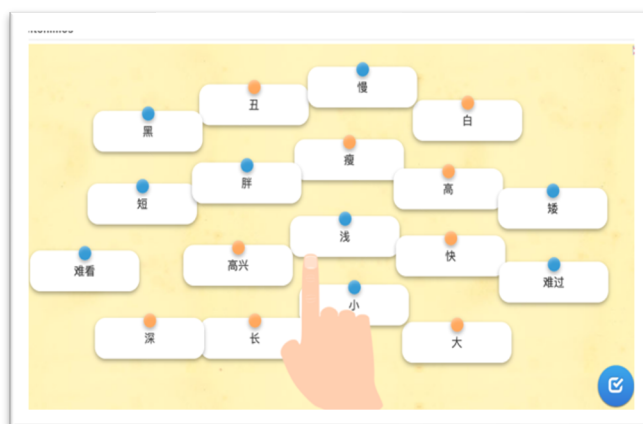 慢
丑
白
黑
瘦
胖
高
短
矮
浅
快
高兴
难看
难过
小
深
长
大